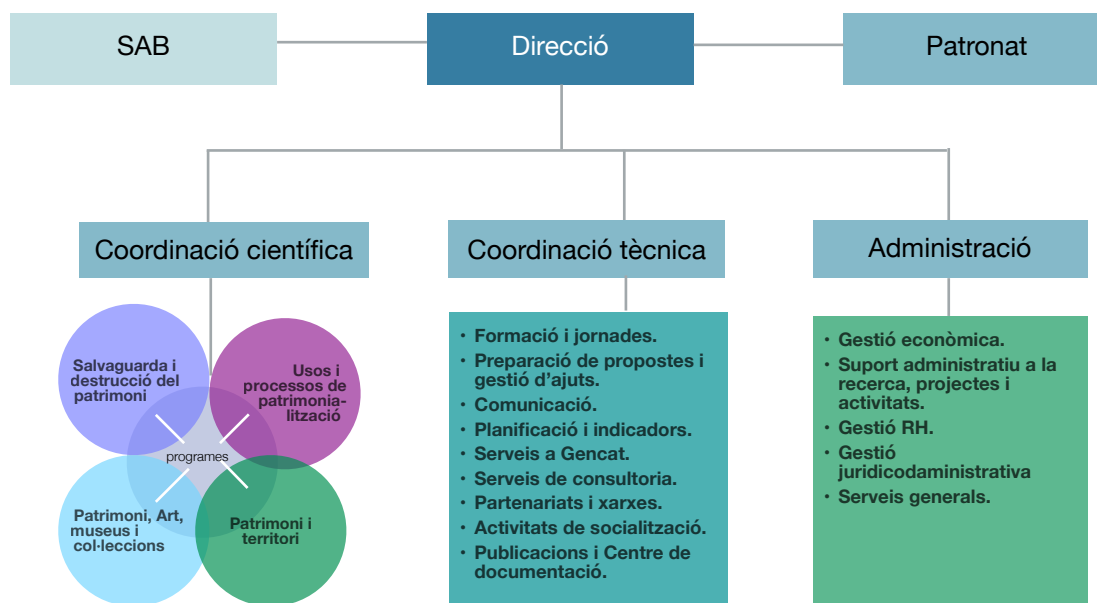 SAB
Direcció
Patronat
Coordinació científica
Coordinació tècnica
Administració
Salvaguarda i
destrucció del
patrimoni
Usos i
processos de
patrimonia-
lització
programes
Patrimoni, Art,
museus i
col·leccions
Patrimoni i
territori
· Formació i jornades.
· Preparació de propostes i
gestió d'ajuts.
· Comunicació.
· Planificació i indicadors.
· Serveis a Gencat.
· Serveis de consultoria.
· Partenariats i xarxes.
· Activitats de socialització.
· Publicacions i Centre de
documentació.
· Gestió econòmica.
· Suport administratiu a la
recerca, projectes i
activitats.
· Gestió RH.
· Gestió
juridicodaministrativa
· Serveis generals.